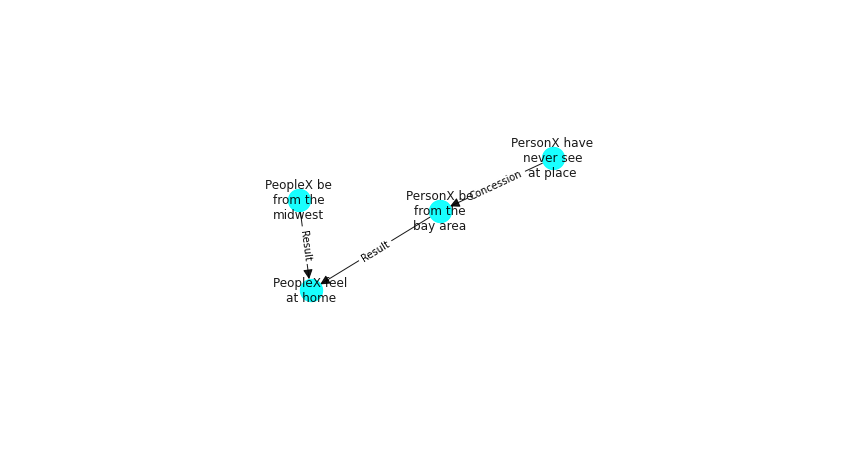 PersonX have
never see
at place
Concession
PeopleX be
from the
midwest
PersonX be
from the
bay area
Result
Result
PeopleX feel
at home